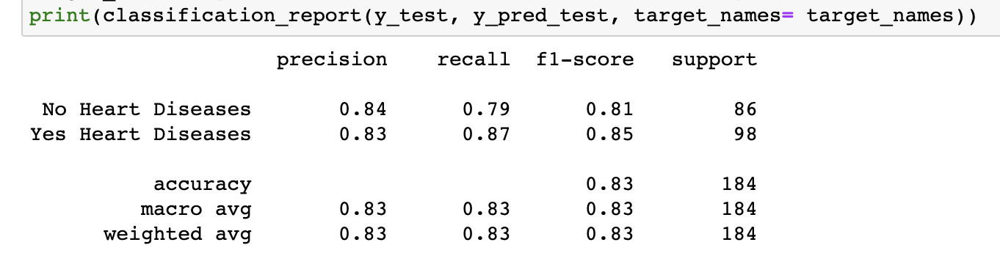 print(classification_report(y_test, y_pred_test, target_names= target_names))
precision recall f1-score support
No Heart Diseases 0.84 0.79 0.81 86
Yes Heart Diseases 0.83 0.87 0.85 98
accuracy 0.83 184
macro avg 0.83 0.83 0.83 184
weighted avg 0.83 0.83 0.83 184